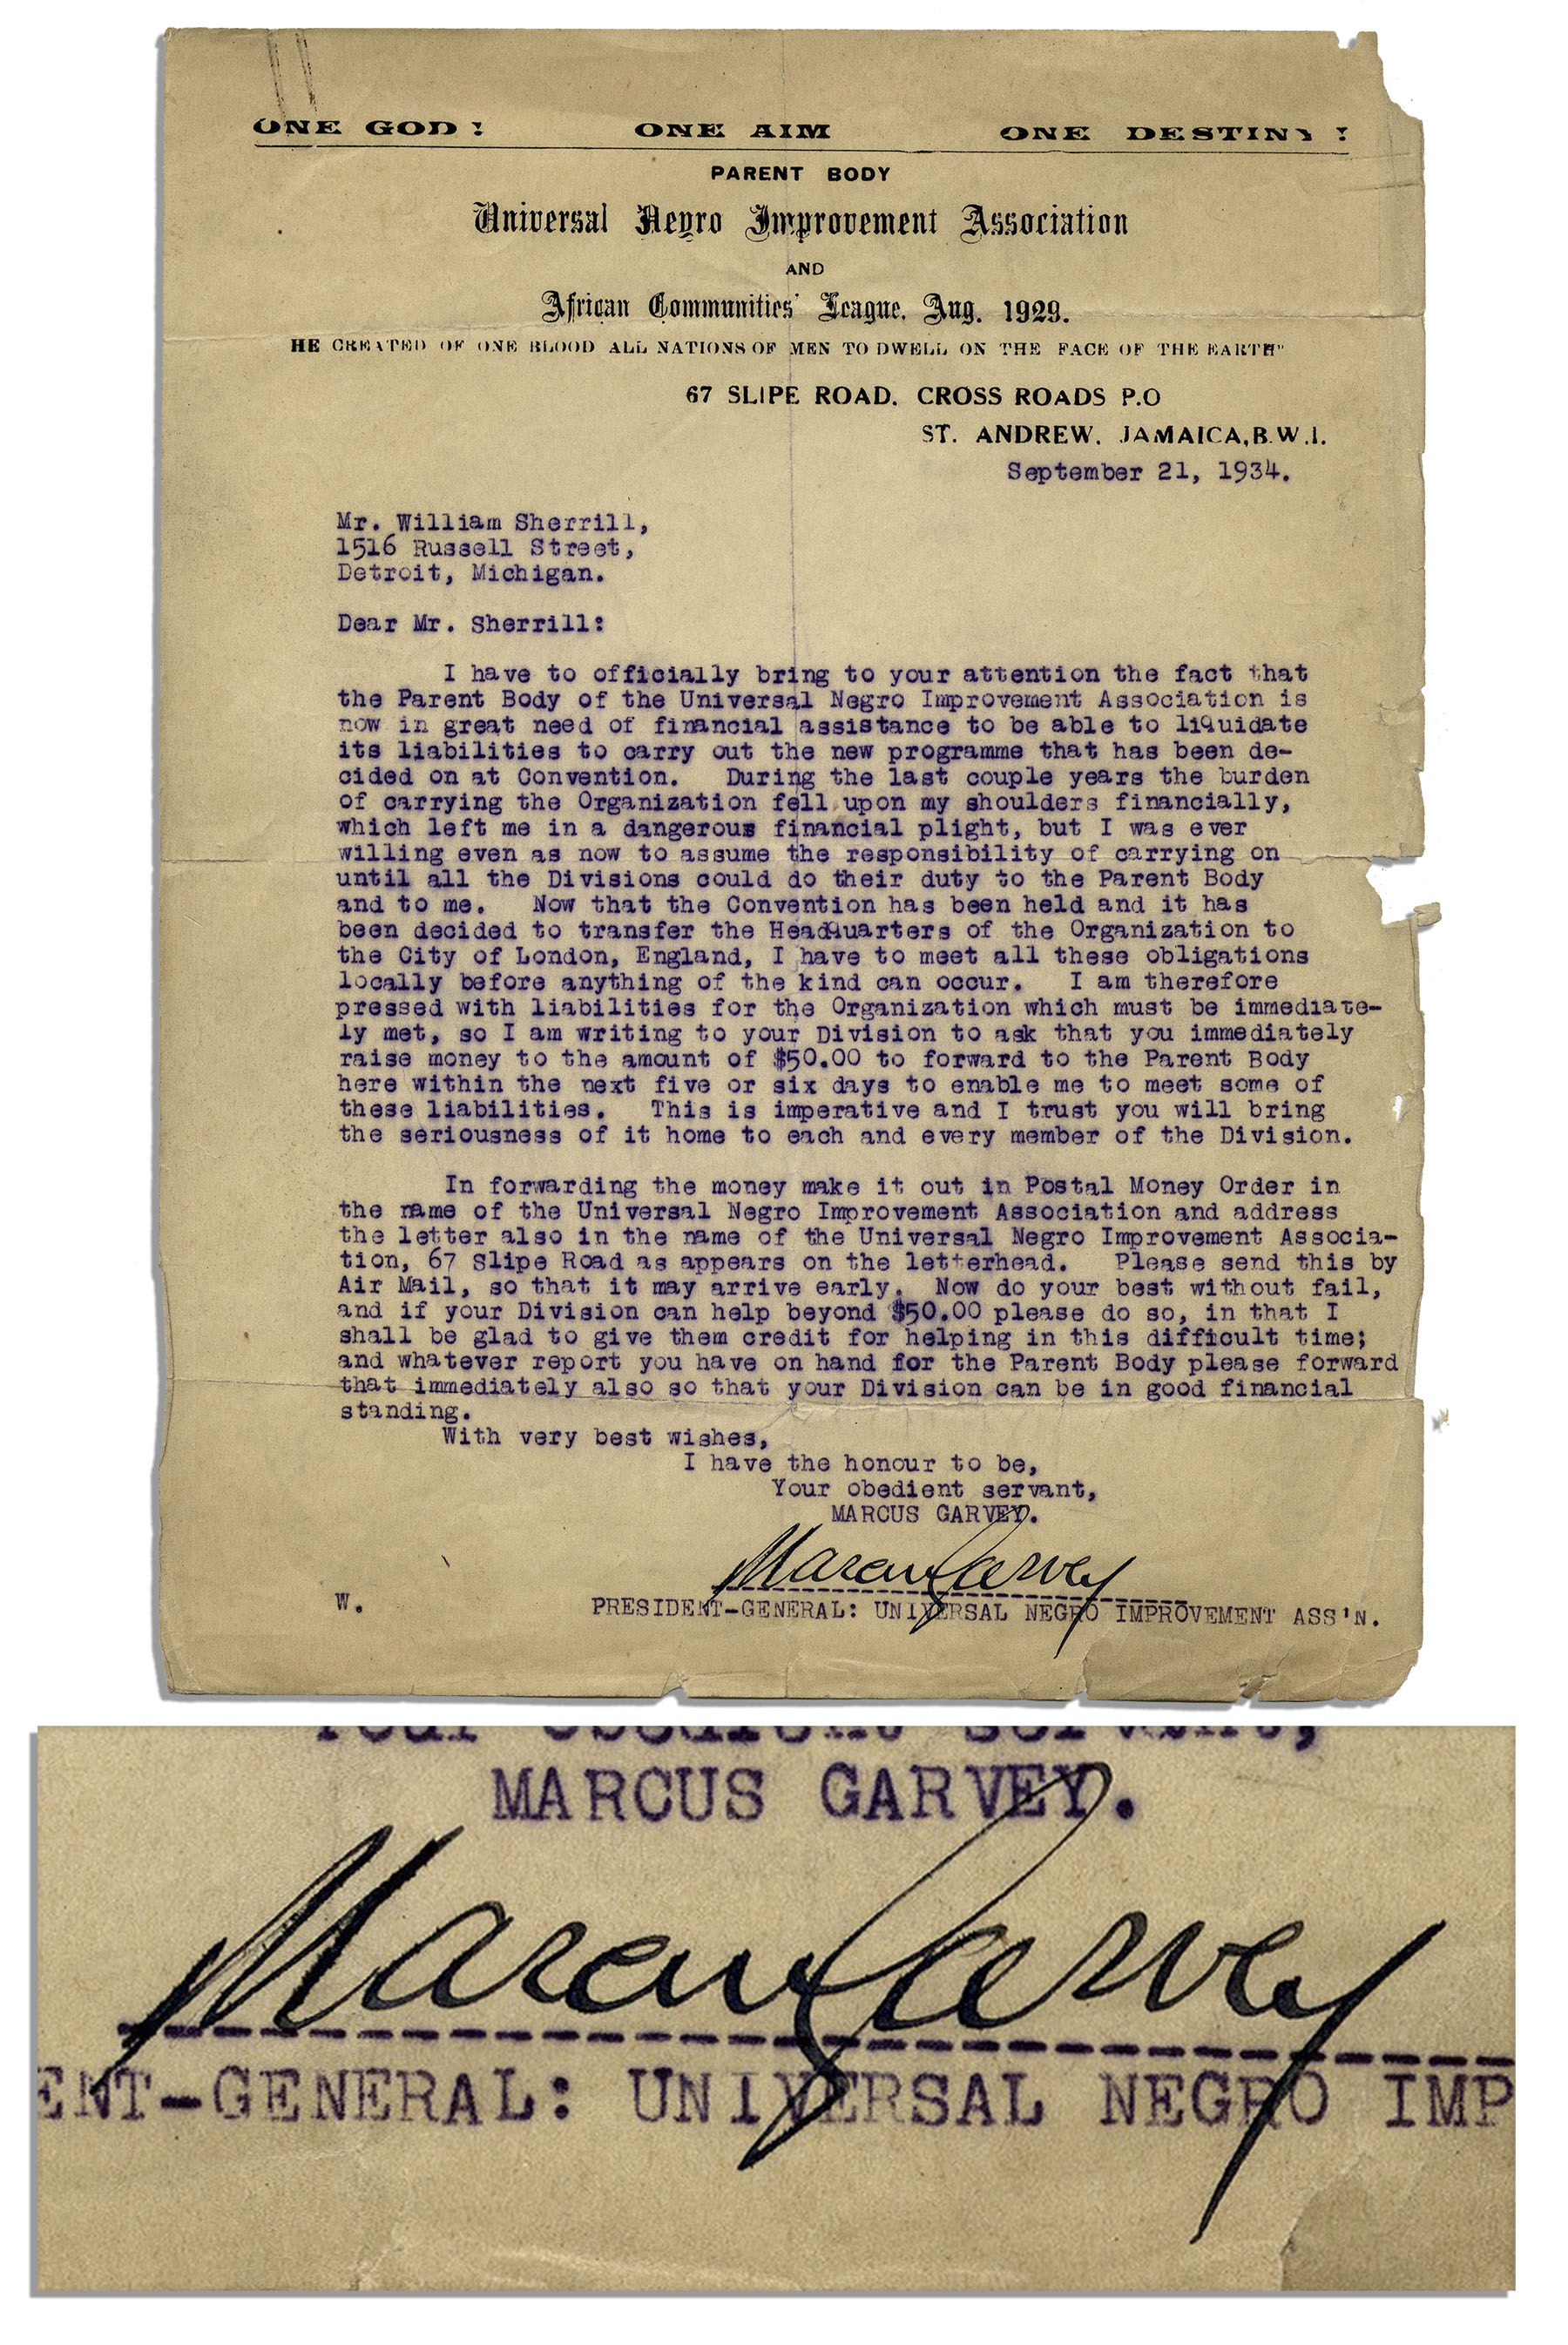 ONE GOD! ONE AIM ONE DESTINY!
PARENT BODY
Universal Negro Improvement Association
AND
African Communities' League. Aug. 1929.
HE CREATED OF ONE BLOOD ALL NATIONS OF MEN TO DWELL ON THE FACE OF THE EARTH"
67 SLIPE ROAD. CROSS ROADS P.O
ST. ANDREW. JAMAICA, B.W.I.
September 21, 1934.
Mr. William Sherrill,
1516 Russell Street,
Detroit, Michigan.
Dear Mr. Sherrill:
I have to officially bring to your attention the fact that
the Parent Body of the Universal Negro Improvement Association is
now in great need of financial assistance to be able to liquidate
its liabilities to carry out the new programme that has been de-
cided on at Convention. During the last couple years the burden
of carrying the Organization fell upon my shoulders financially,
which left me in a dangerous financial plight, but I was ever
willing even as now to assume the responsibility of carrying on
until all the Divisions could do their duty to the Parent Body
and to me. Now that the Convention has been held and it has
been decided to transfer the HeadQuarters of the Organization to
the City of London, England, I have to meet all these obligations
locally before anything of the kind can occur. I am therefore
pressed with liabilities for the Organization which must be immediate-
ly met, so I am writing to your Division to ask that you immediately
raise money to the amount of $50.00 to forward to the Parent Body
here within the next five or six days to enable me to meet some of
these liabilities. This is imperative and I trust you will bring
the seriousness of it home to each and every member of the Division.
In forwarding the money make it out in Postal Money Order in
the name of the Universal Negro Improvement Association and address
the letter also in the name of the Universal Negro Improvement Associa-
tion, 67 Slipe Road as appears on the letterhead. Please send this by
Air Mail, so that it may arrive early. Now do your best without fail,
and if your Division can help beyond $50.00 please do so, in that I
shall be glad to give them credit for helping in this difficult time;
and whatever report you have on hand for the Parent Body please forward
that immediately also so that your Division can be in good financial
standing.
With very best wishes,
I have the honour to be,
Your obedient servant,
MARCUS GARVEY.
Marcus Garvey
W.
PRESIDENT-GENERAL: UNIVERSAL NEGRO IMPROVEMENT ASS'N.
Your obedient servant,
MARCUS GARVEY.
Marcus Garvey
ENT-GENERAL: UNIVERSAL NEGRO IMP